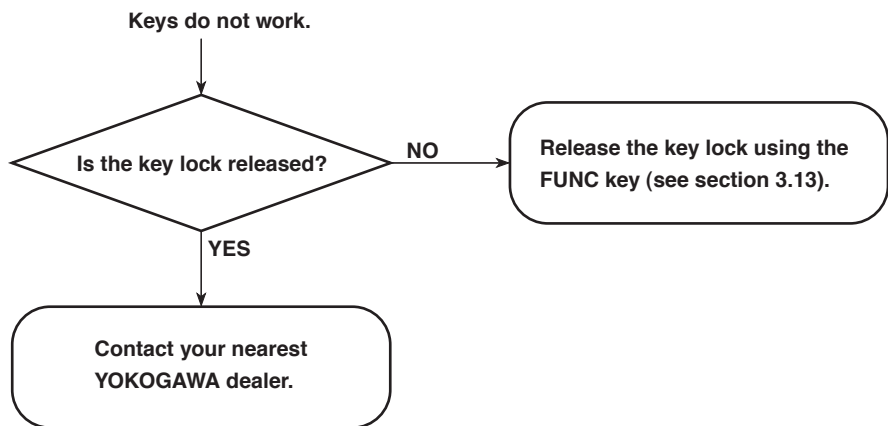 Keys do not work.
Is the key lock released?
NO
Release the key lock using the
FUNC key (see section 3.13).
YES
Contact your nearest
YOKOGAWA dealer.